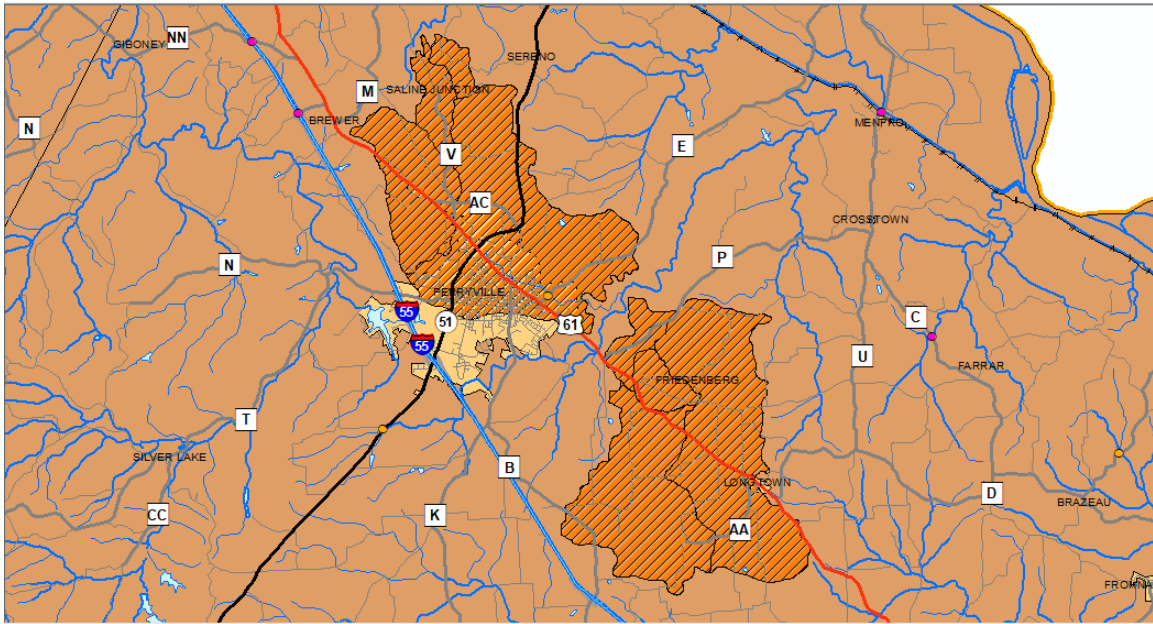 NN
GIBONEY
SERENO
M
SALINE JUNCTION
BREWER
MENFRO
N
E
V
AC
CROSSTOWN
P
N
PERRYVILLE
55
51
61
C
55
U
FARRAR
FRIEDENBERG
T
SILVER LAKE
B
LONGTOWN
D
BRAZEAU
CC
K
AA
FROHNA